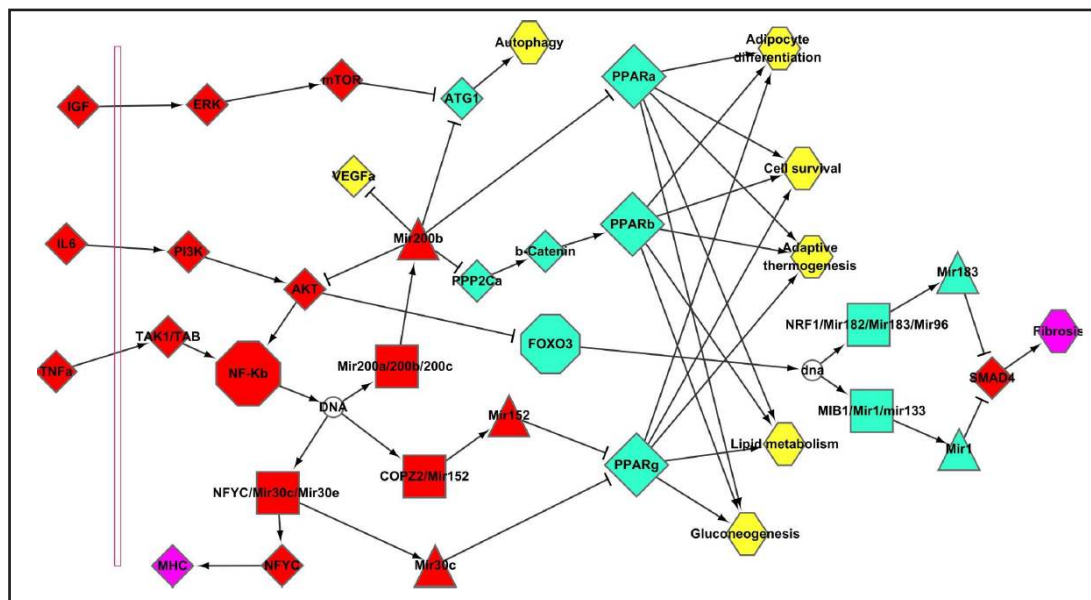 Autophagy
Adipocyte
differentiation
mTOR
PPARa
IGF
ERK
ATG1
VEGFa
Cell survival
Mir200b
PPARb
IL6
PI3K
b-Catenin
Adaptive
thermogenesis
PPP2Ca
AKT
Mir183
NRF1/Mir182/Mir183/Mir96
TAK1/TAB
FOXO3
Fibrosis
TNFa
NF-Kb
Mir200a/200b/200c
dna
SMAD4
DNA
Mir152
MIB1/Mir1/mir133
Lipid metabolism
Mir1
PPARg
COPZ2/Mir152
NFYC/Mir30c/Mir30e
Gluconeogenesis
MHC
NFYC
Mir30c